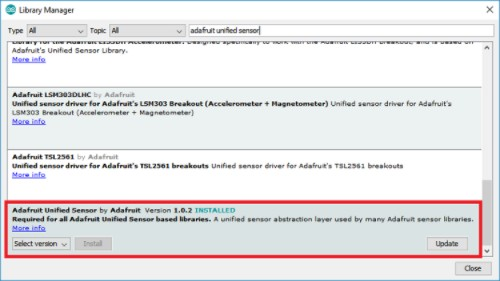 Library Manager
Type All Topic All adafruit unified sensor
Library for the Adafruit LIS3DH Accelerometer. Designed specifically to work with the Adafruit LIS3DH Breakout, and is based on
Adafruit's Unified Sensor Library.
More info
Adafruit LSM303DLHC by Adafruit
Unified sensor driver for Adafruit's LSM303 Breakout (Accelerometer + Magnetometer) Unified sensor driver for Adafruit's
LSM303 Breakout (Accelerometer + Magnetometer)
More info
Adafruit TSL2561 by Adafruit
Unified sensor driver for Adafruit's TSL2561 breakouts Unified sensor driver for Adafruit's TSL2561 breakouts
More info
Adafruit Unified Sensor by Adafruit Version 1.0.2 INSTALLED
Required for all Adafruit Unified Sensor based libraries. A unified sensor abstraction layer used by many Adafruit sensor libraries.
More info
Select version Install Update
Close